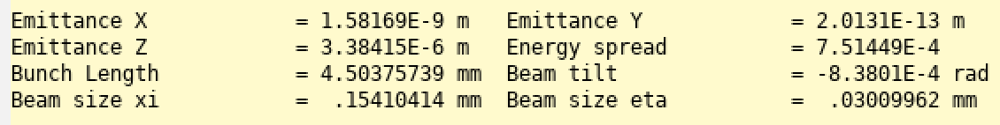 Emittance X            = 1.58169E-9 m   Emittance Y            = 2.0131E-13 m
Emittance Z            = 3.38415E-6 m   Energy spread          = 7.51449E-4
Bunch Length           = 4.50375739 mm  Beam tilt              = -8.3801E-4 rad
Beam size xi           =  .15410414 mm  Beam size eta          =  .03009962 mm